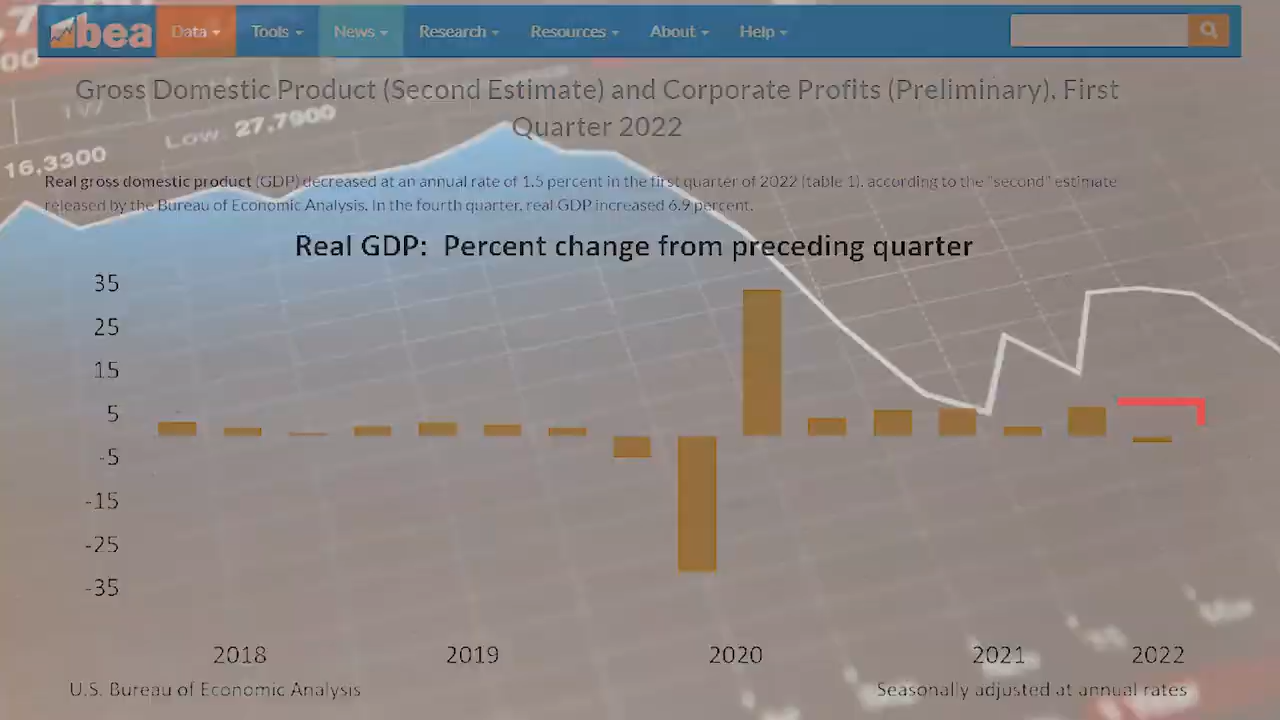 bea Data Tools News Research Resources About Help
Gross Domestic Product (Second Estimate) and Corporate Profits (Preliminary), First
Quarter 2022
Low 27,7900
16,3300
Real gross domestic product (GDP) decreased at an annual rate of 1.5 percent in the first quarter of 2022 (table 1), according to the "second" estimate
released by the Bureau of Economic Analysis. In the fourth quarter, real GDP increased 6.9 percent.
Real GDP: Percent change from preceding quarter
35
25
15
5
-5
-15
-25
-35
2018 2019 2020 2021 2022
U.S. Bureau of Economic Analysis
Seasonally adjusted at annual rates